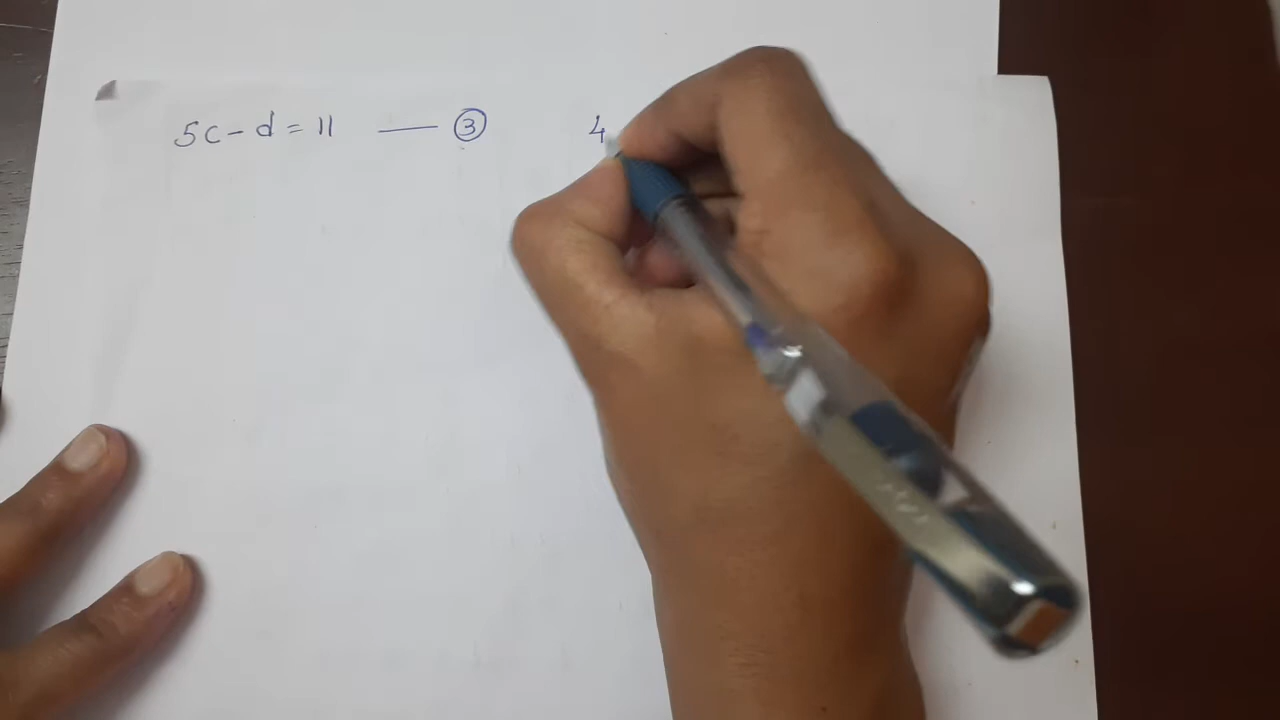 5c - d = 11 —— ③ 4